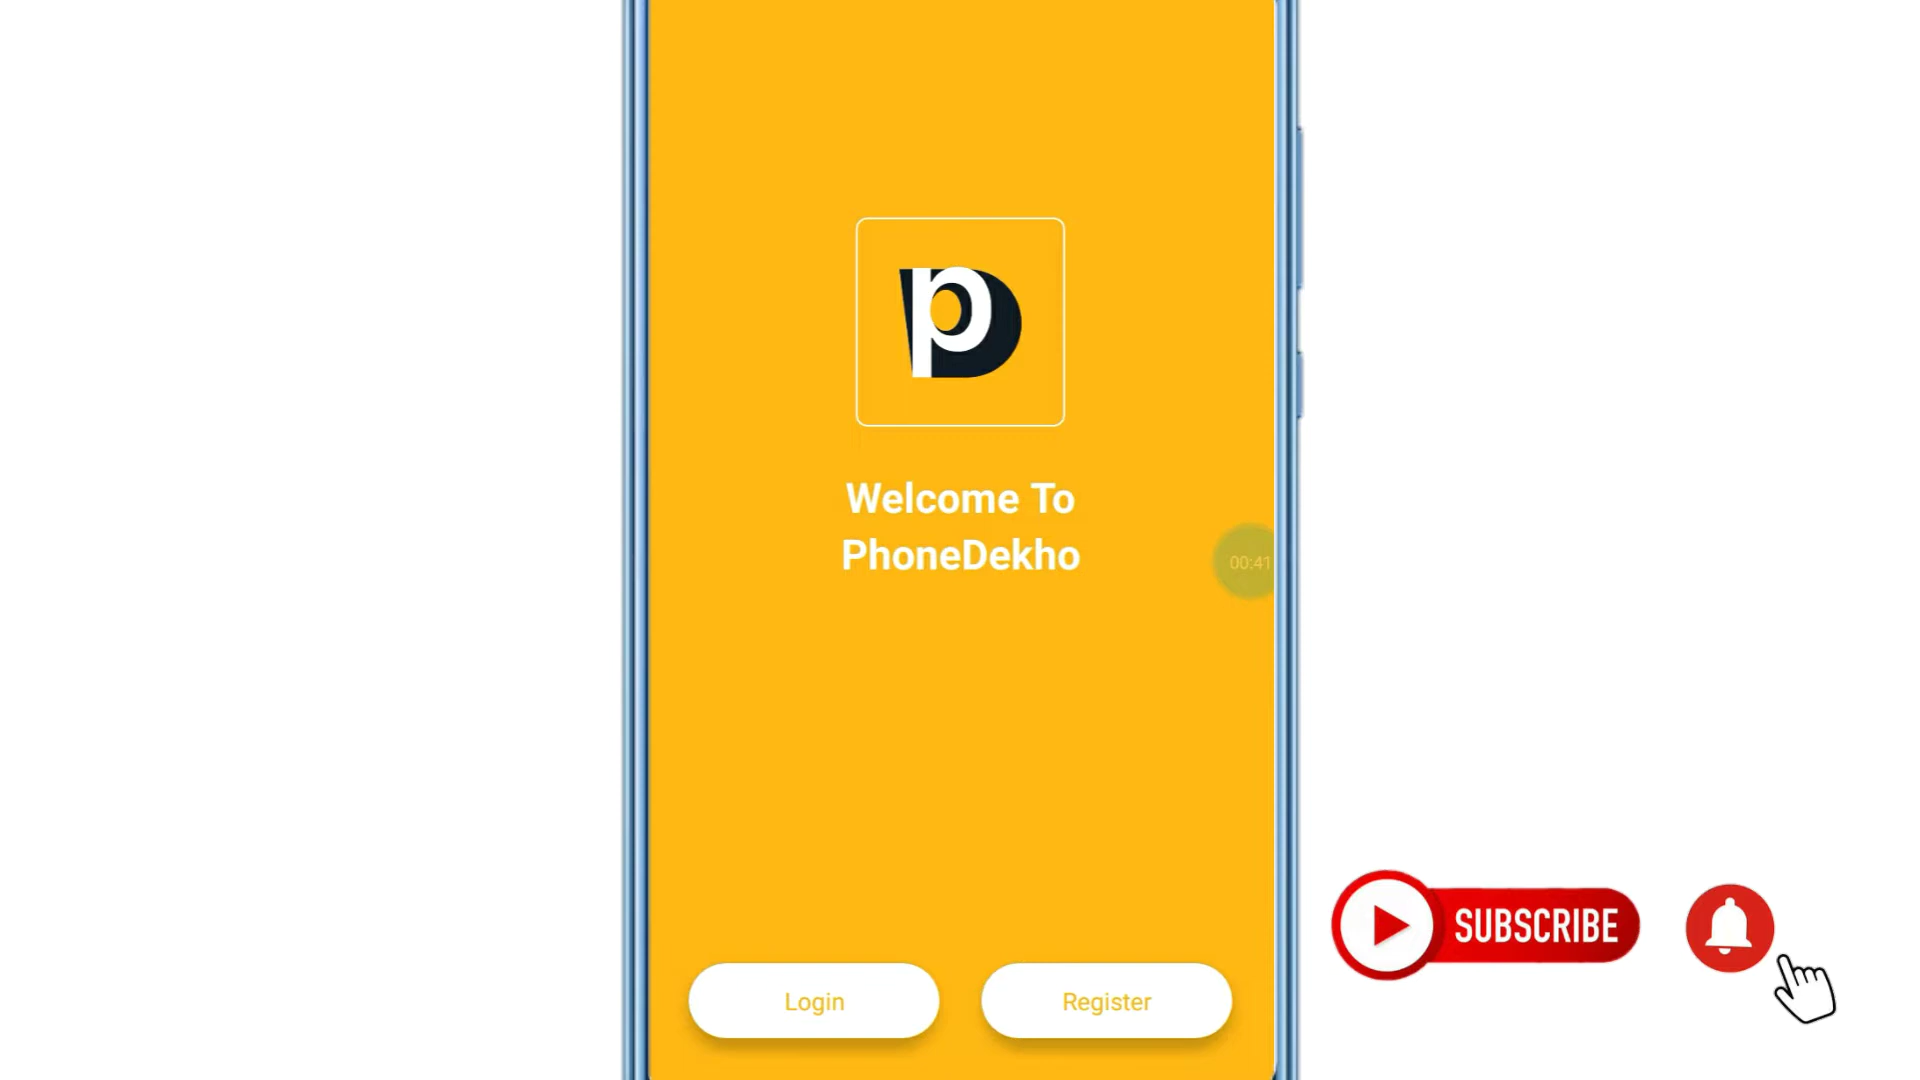 Welcome To
PhoneDekho
00:41
SUBSCRIBE
Login
Register